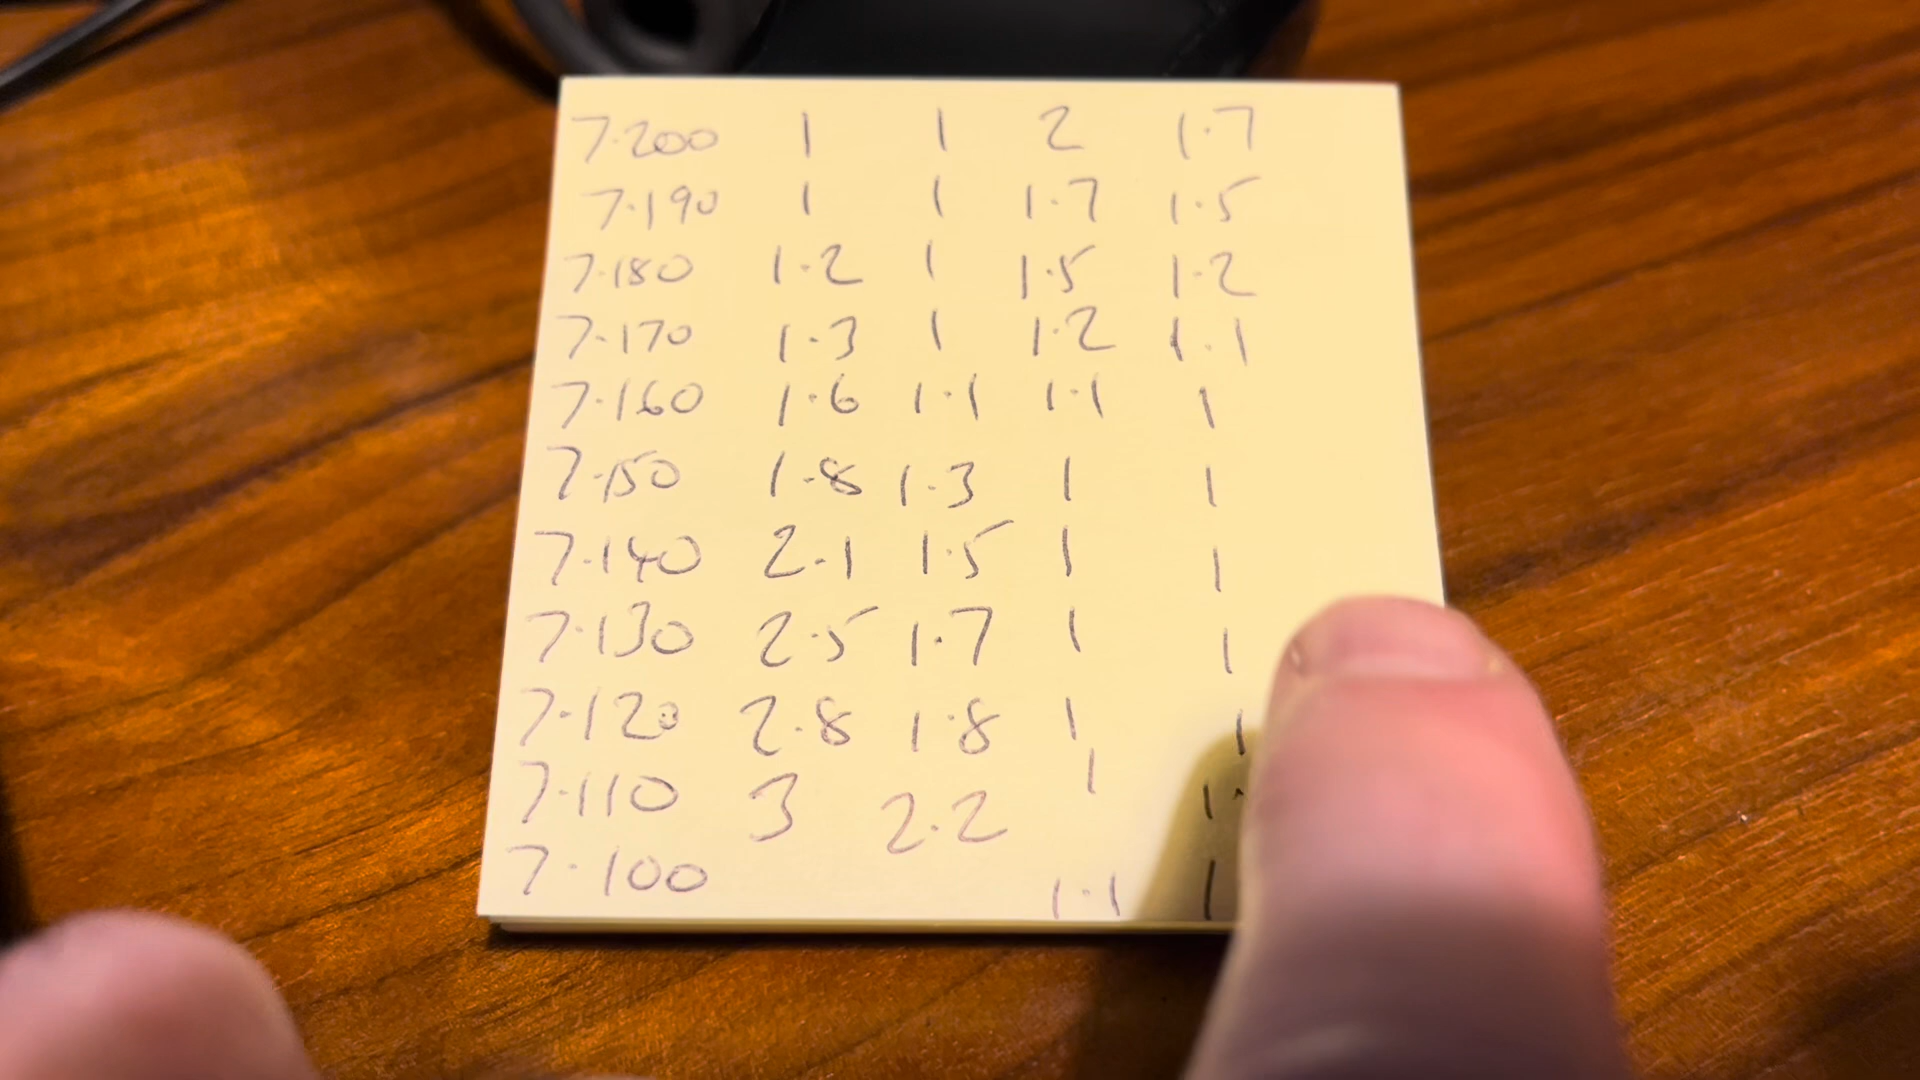 7.200 1 1 2 1.7
7.190 1 1 1.7 1.5
7.180 1.2 1 1.5 1.2
7.170 1.3 1 1.2 1.1
7.160 1.6 1.1 1.1 1
7.150 1.8 1.3 1 1
7.140 2.1 1.5 1 1
7.130 2.5 1.7 1 1
7.120 2.8 1.8 1 1
7.110 3 2.2 1
7.100 1.1